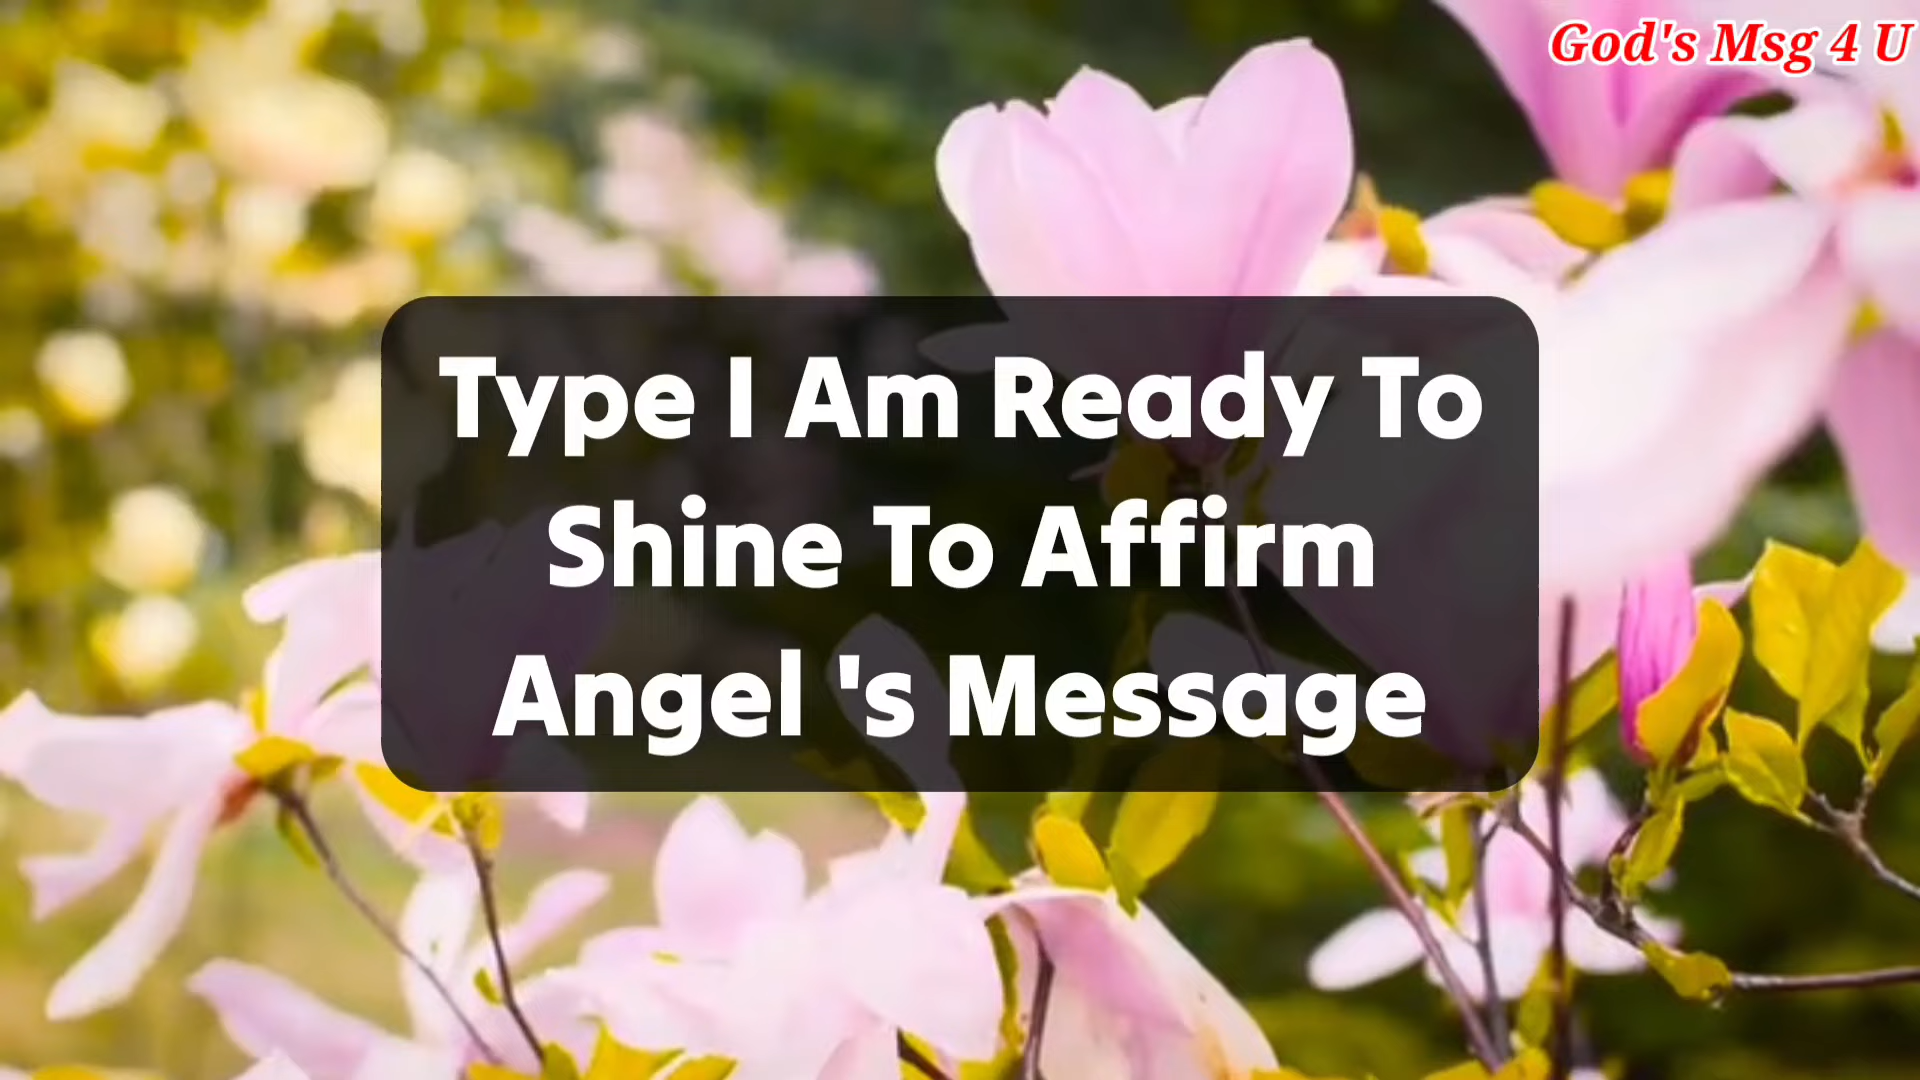 God's Msg 4 U
Type I Am Ready To
Shine To Affirm
Angel 's Message